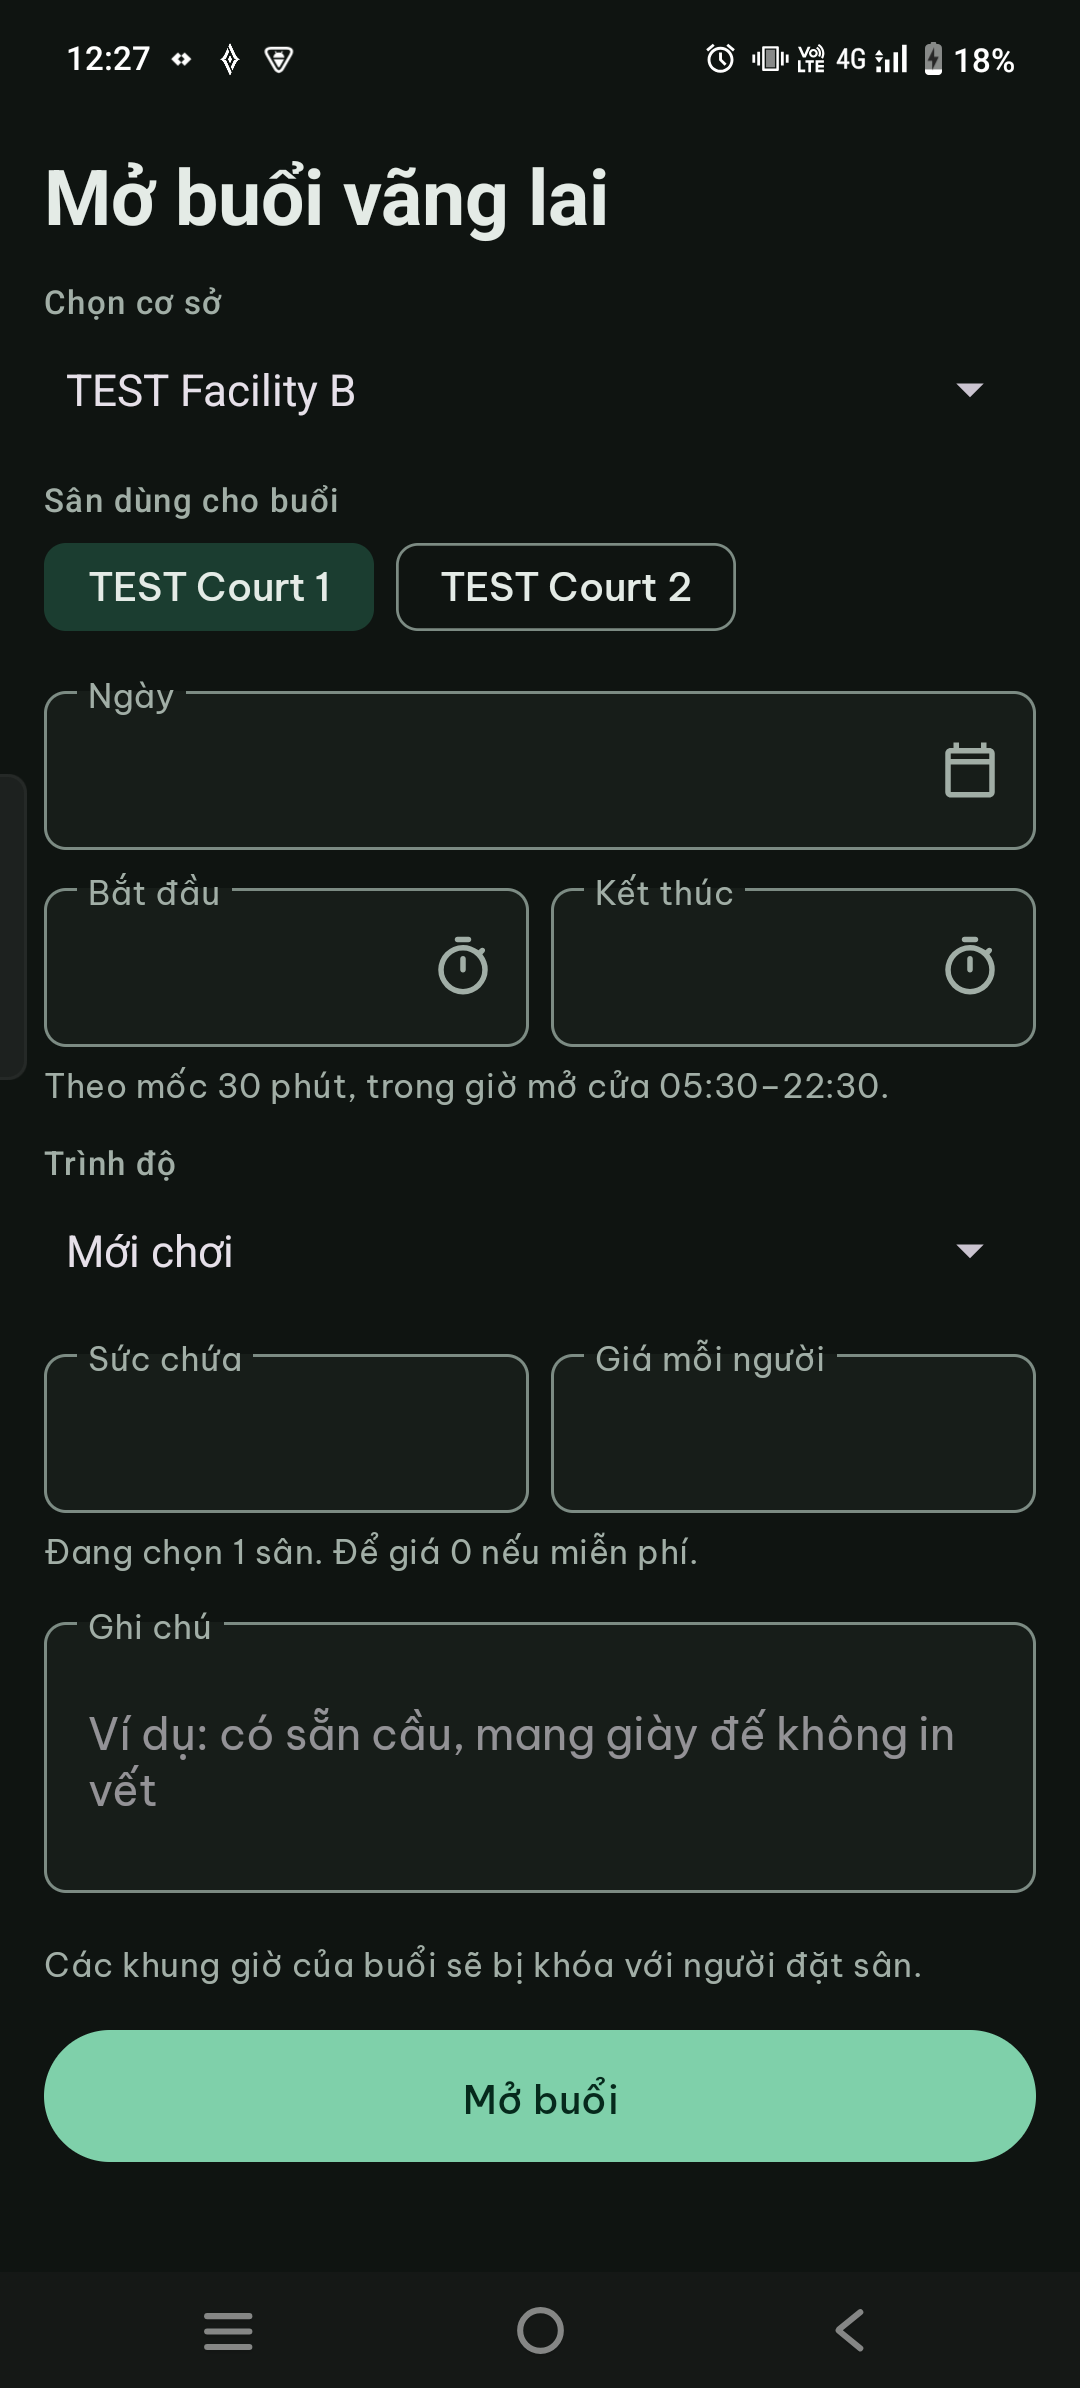 12:27
VoLTE 4G 18%
Mở buổi vãng lai
Chọn cơ sở
TEST Facility B
Sân dùng cho buổi
TEST Court 1 TEST Court 2
Ngày
Bắt đầu Kết thúc
Theo mốc 30 phút, trong giờ mở cửa 05:30–22:30.
Trình độ
Mới chơi
Sức chứa Giá mỗi người
Đang chọn 1 sân. Để giá 0 nếu miễn phí.
Ghi chú
Ví dụ: có sẵn cầu, mang giày đế không in
vết
Các khung giờ của buổi sẽ bị khóa với người đặt sân.
Mở buổi